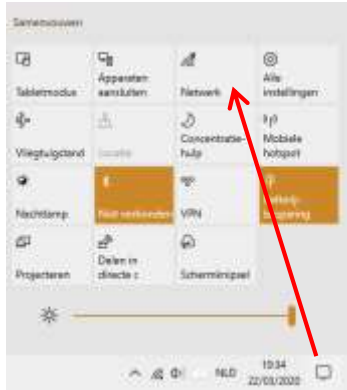 Samenvouwen
Tabletmodus
Apparaten
aansluiten
Netwerk
Alle
instellingen
Vliegtuigstand
Locatie
Concentratie-
hulp
Mobiele
hotspot
Nachtlamp
Niet verbonden
VPN
Batterij-
besparing
Projecteren
Delen in
directe c
Schermknipsel
NLD
10:34
22/03/2020